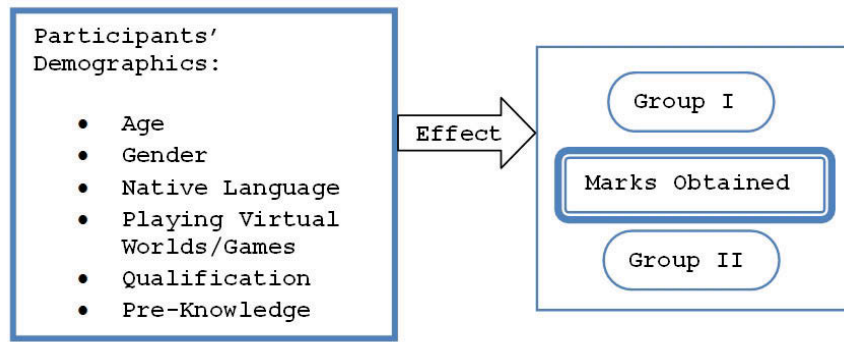 Participants’
Demographics:
• Age
• Gender
• Native Language
• Playing Virtual
Worlds/Games
• Qualification
• Pre-Knowledge
Effect
Group I
Marks Obtained
Group II